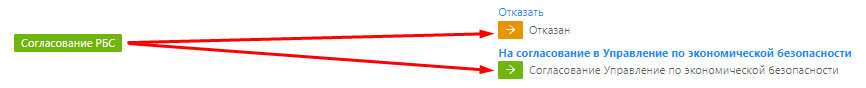 Отказать
Отказан
Согласование РБС
На согласование в Управление по экономической безопасности
Согласование Управление по экономической безопасности